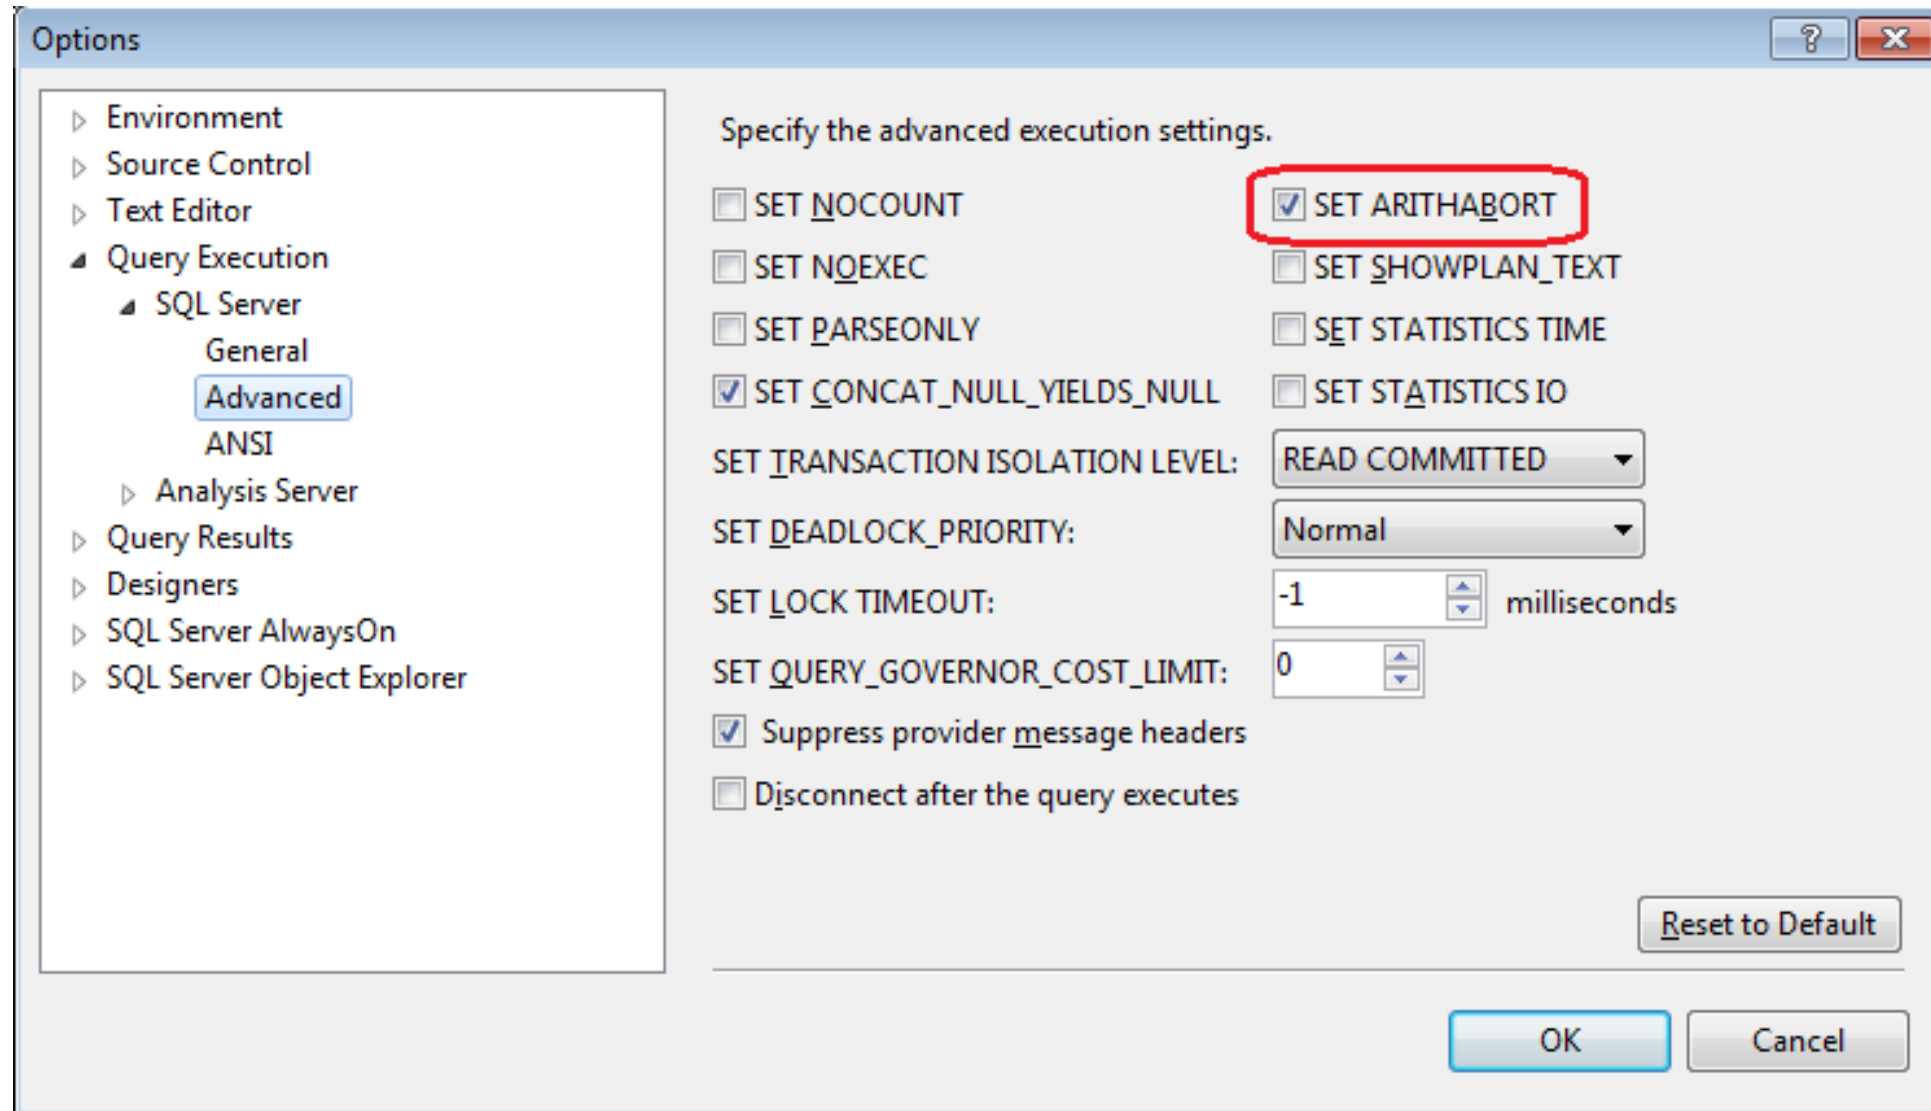 Options
Environment
Source Control
Text Editor
Query Execution
SQL Server
General
Advanced
ANSI
Analysis Server
Query Results
Designers
SQL Server AlwaysOn
SQL Server Object Explorer
Specify the advanced execution settings.
SET NOCOUNT
SET ARITHABORT
SET NOEXEC
SET SHOWPLAN_TEXT
SET PARSEONLY
SET STATISTICS TIME
SET CONCAT_NULL_YIELDS_NULL
SET STATISTICS IO
SET TRANSACTION ISOLATION LEVEL: READ COMMITTED
SET DEADLOCK_PRIORITY: Normal
SET LOCK TIMEOUT: -1 milliseconds
SET QUERY_GOVERNOR_COST_LIMIT: 0
Suppress provider message headers
Disconnect after the query executes
Reset to Default
OK Cancel